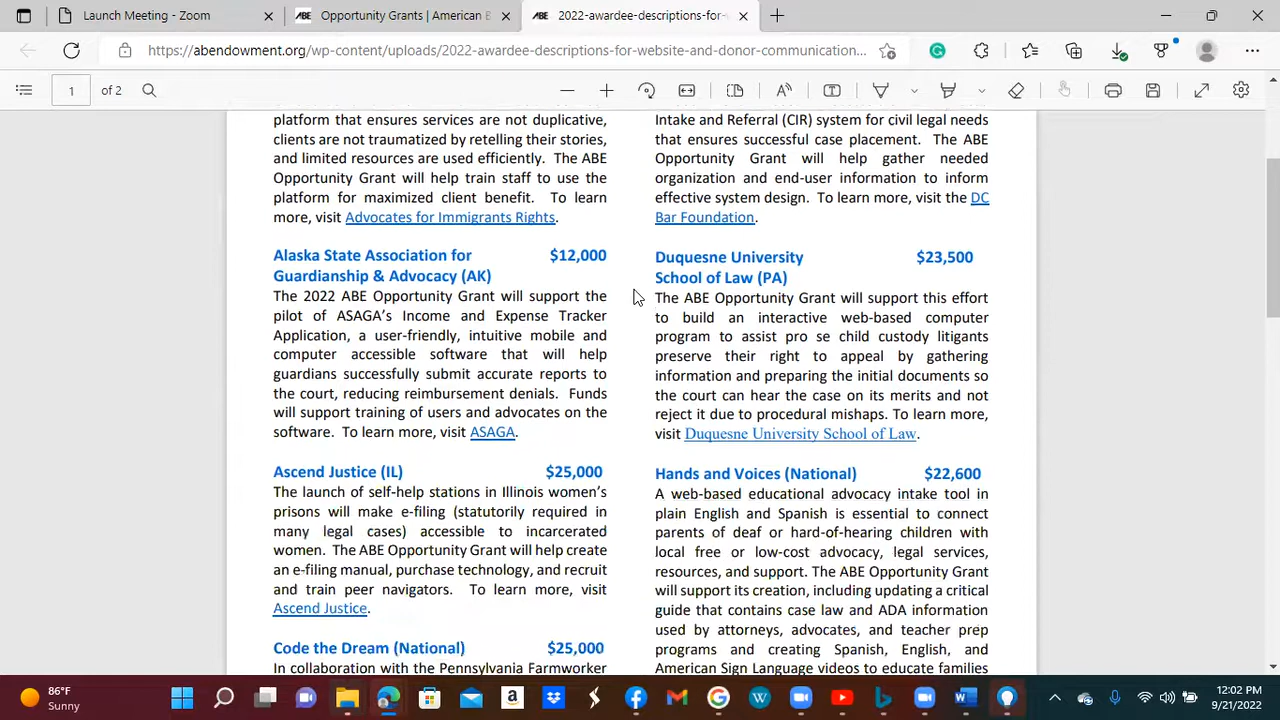 Launch Meeting - Zoom
ABE Opportunity Grants | American E
ABE 2022-awardee-descriptions-for-
https://abendowment.org/wp-content/uploads/2022-awardee-descriptions-for-website-and-donor-communication...
1 of 2
platform that ensures services are not duplicative,
clients are not traumatized by retelling their stories,
and limited resources are used efficiently. The ABE
Opportunity Grant will help train staff to use the
platform for maximized client benefit. To learn
more, visit Advocates for Immigrants Rights.
Alaska State Association for $12,000
Guardianship & Advocacy (AK)
The 2022 ABE Opportunity Grant will support the
pilot of ASAGA's Income and Expense Tracker
Application, a user-friendly, intuitive mobile and
computer accessible software that will help
guardians successfully submit accurate reports to
the court, reducing reimbursement denials. Funds
will support training of users and advocates on the
software. To learn more, visit ASAGA.
Ascend Justice (IL) $25,000
The launch of self-help stations in Illinois women's
prisons will make e-filing (statutorily required in
many legal cases) accessible to incarcerated
women. The ABE Opportunity Grant will help create
an e-filing manual, purchase technology, and recruit
and train peer navigators. To learn more, visit
Ascend Justice.
Code the Dream (National) $25,000
In collaboration with the Pennsylvania Farmworker
Intake and Referral (CIR) system for civil legal needs
that ensures successful case placement. The ABE
Opportunity Grant will help gather needed
organization and end-user information to inform
effective system design. To learn more, visit the DC
Bar Foundation.
Duquesne University $23,500
School of Law (PA)
The ABE Opportunity Grant will support this effort
to build an interactive web-based computer
program to assist pro se child custody litigants
preserve their right to appeal by gathering
information and preparing the initial documents so
the court can hear the case on its merits and not
reject it due to procedural mishaps. To learn more,
visit Duquesne University School of Law.
Hands and Voices (National) $22,600
A web-based educational advocacy intake tool in
plain English and Spanish is essential to connect
parents of deaf or hard-of-hearing children with
local free or low-cost advocacy, legal services,
resources, and support. The ABE Opportunity Grant
will support its creation, including updating a critical
guide that contains case law and ADA information
used by attorneys, advocates, and teacher prep
programs and creating Spanish, English, and
American Sign Language videos to educate families
86°F
Sunny
12:02 PM
9/21/2022